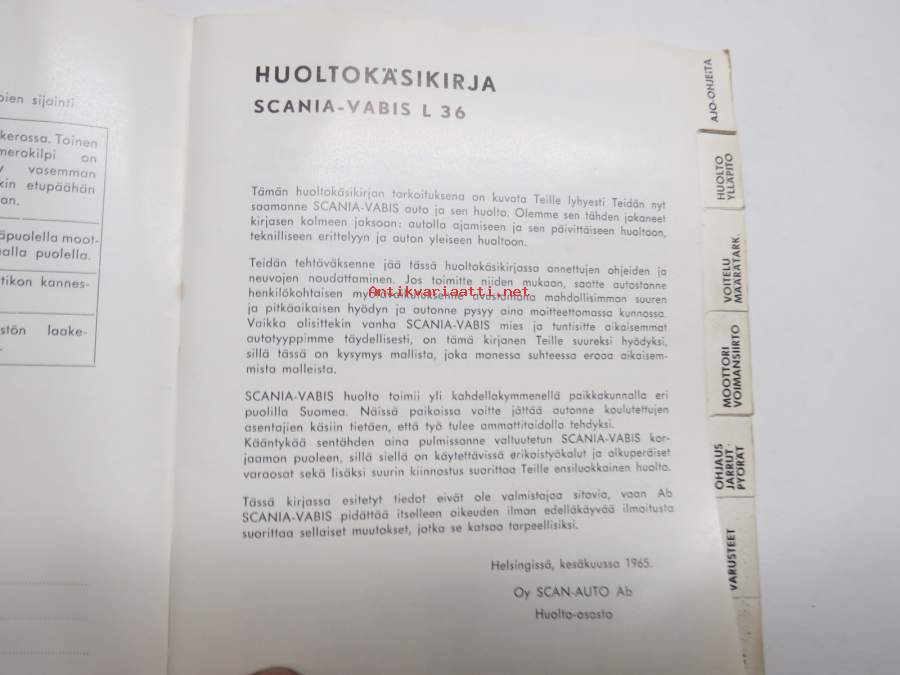 pien sijainti
kerossa. Toinen
merokilpi on
vasemman
kin etupäähän
an.
äpuolella moot-
ealla puolella.
tikon kannes-
stön laake-
HUOLTOKÄSIKIRJA
SCANIA-VABIS L 36
Tämän huoltokäsikirjan tarkoituksena on kuvata Teille lyhyesti Teidän nyt
saamanne SCANIA-VABIS auto ja sen huolto. Olemme sen tähden jakaneet
kirjasen kolmeen jaksoon: autolla ajamiseen ja sen päivittäiseen huoltoon,
teknilliseen erittelyyn ja auton yleiseen huoltoon.
Teidän tehtäväksenne jää tässä huoltokäsikirjassa annettujen ohjeiden ja
neuvojen noudattaminen. Jos toimitte niiden mukaan, saatte autostanne
Antikvariaatti.net
henkilökohtaisen myötävaikutuksenne avustamana mahdollisimman suuren
ja pitkäaikaisen hyödyn ja autonne pysyy aina moitteettomassa kunnossa.
Vaikka olisittekin vanha SCANIA-VABIS mies ja tuntisitte aikaisemmat
autotyyppimme täydellisesti, on tämä kirjanen Teille suureksi hyödyksi,
sillä tässä on kysymys mallista, joka monessa suhteessa eroaa aikaisem-
mista malleista.
SCANIA-VABIS huolto toimii yli kahdellakymmenellä paikkakunnalla eri
puolilla Suomea. Näissä paikoissa voitte jättää autonne koulutettujen
asentajien käsiin tietäen, että työ tulee ammattitaidolla tehdyksi.
Kääntykää sentähden aina pulmissanne valtuutetun SCANIA-VABIS kor-
jaamon puoleen, sillä siellä on käytettävissä erikoistyökalut ja alkuperäiset
varaosat sekä lisäksi suurin kiinnostus suorittaa Teille ensiluokkainen huolto.
Tässä kirjassa esitetyt tiedot eivät ole valmistajaa sitovia, vaan Ab
SCANIA-VABIS pidättää itselleen oikeuden ilman edelläkäyvää ilmoitusta
suorittaa sellaiset muutokset, jotka se katsoo tarpeellisiksi.
Helsingissä, kesäkuussa 1965.
Oy SCAN-AUTO Ab
Huolto-osasto
AJO-OHJEITA
HUOLTO
YLLÄPITO
VOITELU
MÄÄRÄTARK.
MOOTTORI
VOIMANSIIRTO
OHJAUS
JARRUT-
PYÖRÄT
VARUSTEET